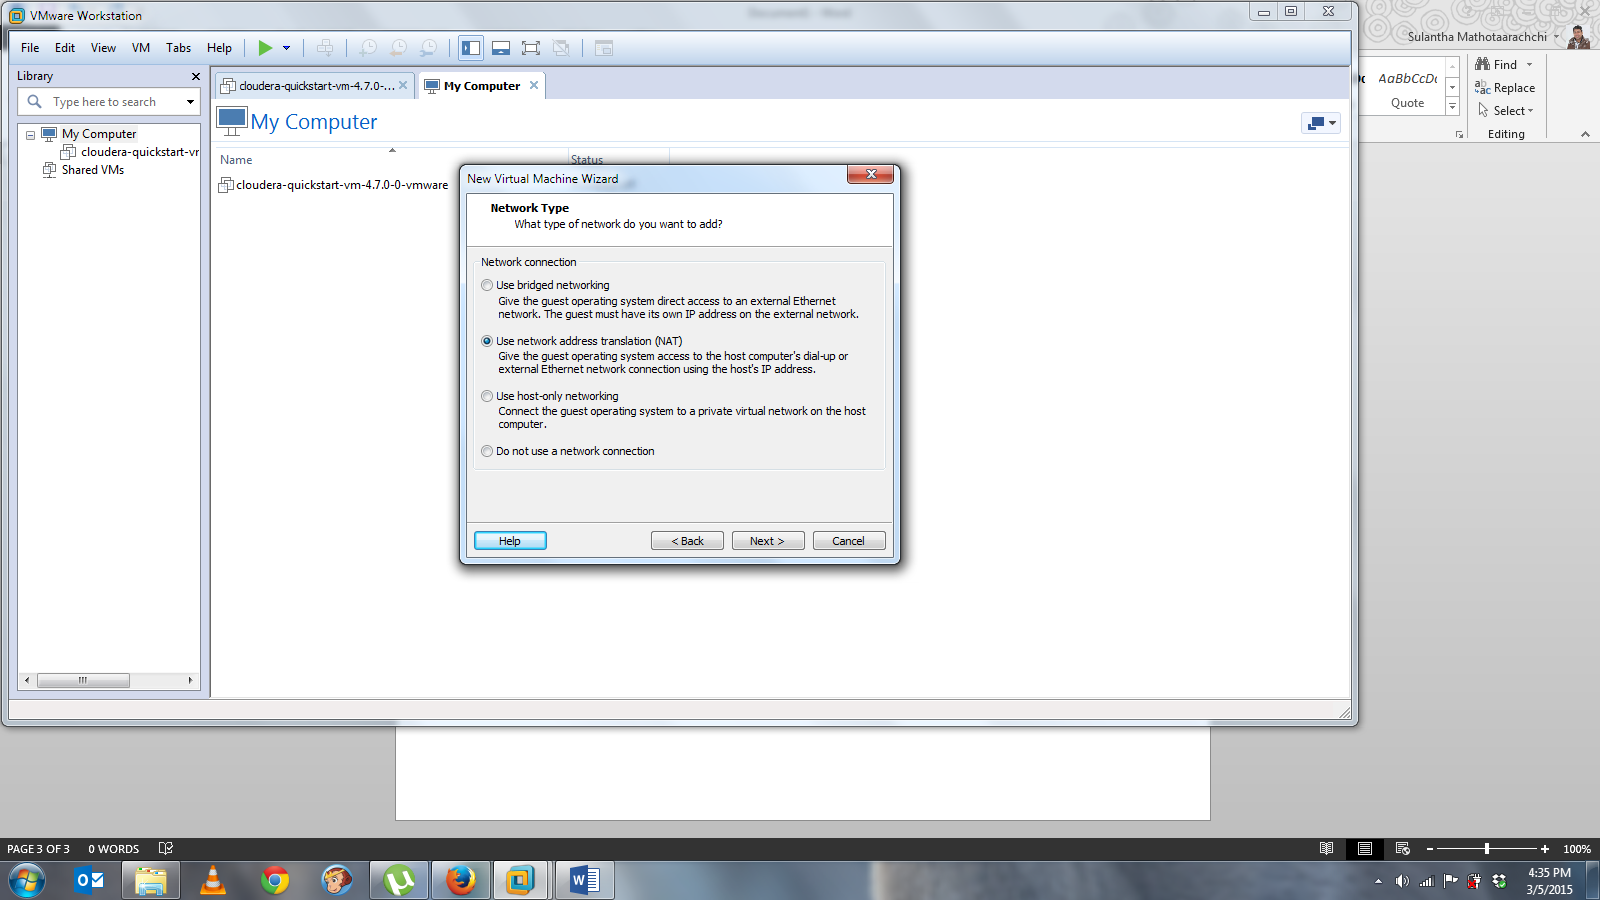 VMware Workstation
File Edit View VM Tabs Help
Library
Type here to search
My Computer
cloudera-quickstart-vr
Shared VMs
cloudera-quickstart-vm-4.7.0-...
My Computer
My Computer
Name
Status
cloudera-quickstart-vm-4.7.0-0-vmware
New Virtual Machine Wizard
Network Type
What type of network do you want to add?
Network connection
Use bridged networking
Give the guest operating system direct access to an external Ethernet
network. The guest must have its own IP address on the external network.
Use network address translation (NAT)
Give the guest operating system access to the host computer's dial-up or
external Ethernet network connection using the host's IP address.
Use host-only networking
Connect the guest operating system to a private virtual network on the host
computer.
Do not use a network connection
Help
< Back
Next >
Cancel
Sulantha Mathotaarachchi
AaBbCcDc
Quote
Find
Replace
Select
Editing
PAGE 3 OF 3 0 WORDS
100%
4:35 PM
3/5/2015